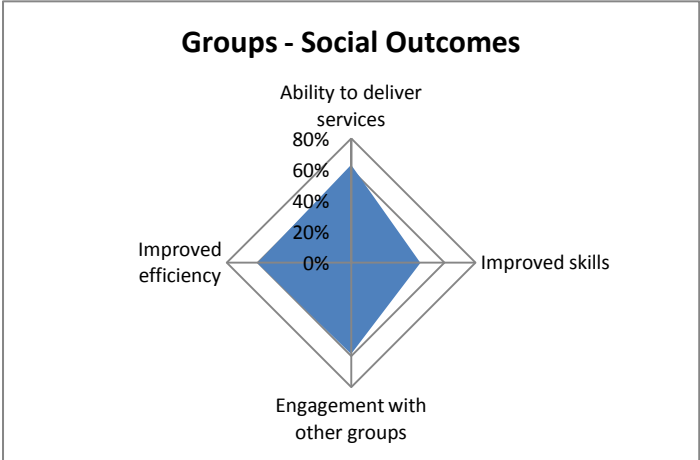 Groups - Social Outcomes
Ability to deliver
services
80%
60%
40%
20%
0%
Improved
efficiency
Improved skills
Engagement with
other groups